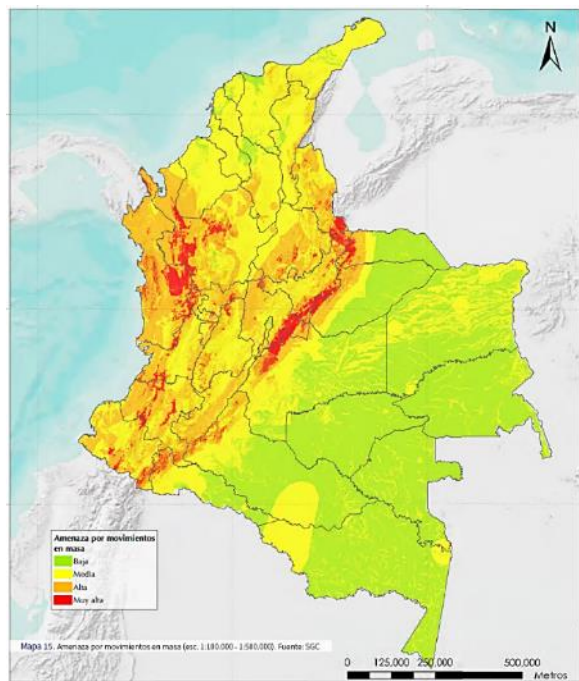 N
Amenaza por movimientos
en masa
Baja
Media
Alta
Muy alta
Mapa 15. Amenaza por movimientos en masa (esc. 1:100.000 - 1:500.000). Fuente: SGC
0 125,000 250,000 500,000
Metros